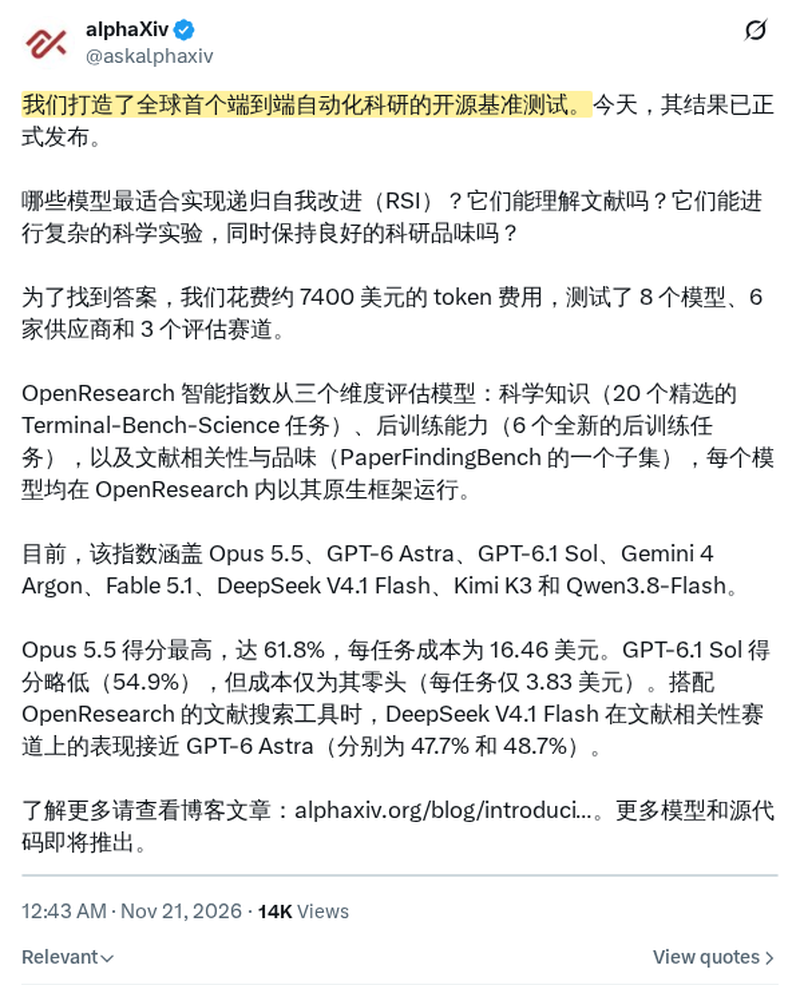 alphaXiv
@askalphaxiv
我们打造了全球首个端到端自动化科研的开源基准测试。今天，其结果已正
式发布。
哪些模型最适合实现递归自我改进（RSI）？它们能理解文献吗？它们能进
行复杂的科学实验，同时保持良好的科研品味吗？
为了找到答案，我们花费约 7400 美元的 token 费用，测试了 8 个模型、6
家供应商和 3 个评估赛道。
OpenResearch 智能指数从三个维度评估模型：科学知识（20 个精选的
Terminal-Bench-Science 任务）、后训练能力（6 个全新的后训练任
务），以及文献相关性与品味（PaperFindingBench 的一个子集），每个模
型均在 OpenResearch 内以其原生框架运行。
目前，该指数涵盖 Opus 5.5、GPT-6 Astra、GPT-6.1 Sol、Gemini 4
Argon、Fable 5.1、DeepSeek V4.1 Flash、Kimi K3 和 Qwen3.8-Flash。
Opus 5.5 得分最高，达 61.8%，每任务成本为 16.46 美元。GPT-6.1 Sol 得
分略低（54.9%），但成本仅为其零头（每任务仅 3.83 美元）。搭配
OpenResearch 的文献搜索工具时，DeepSeek V4.1 Flash 在文献相关性赛
道上的表现接近 GPT-6 Astra（分别为 47.7% 和 48.7%）。
了解更多请查看博客文章：alphaxiv.org/blog/introduci...。更多模型和源代
码即将推出。
12:43 AM · Nov 21, 2026 · 14K Views
Relevant
View quotes